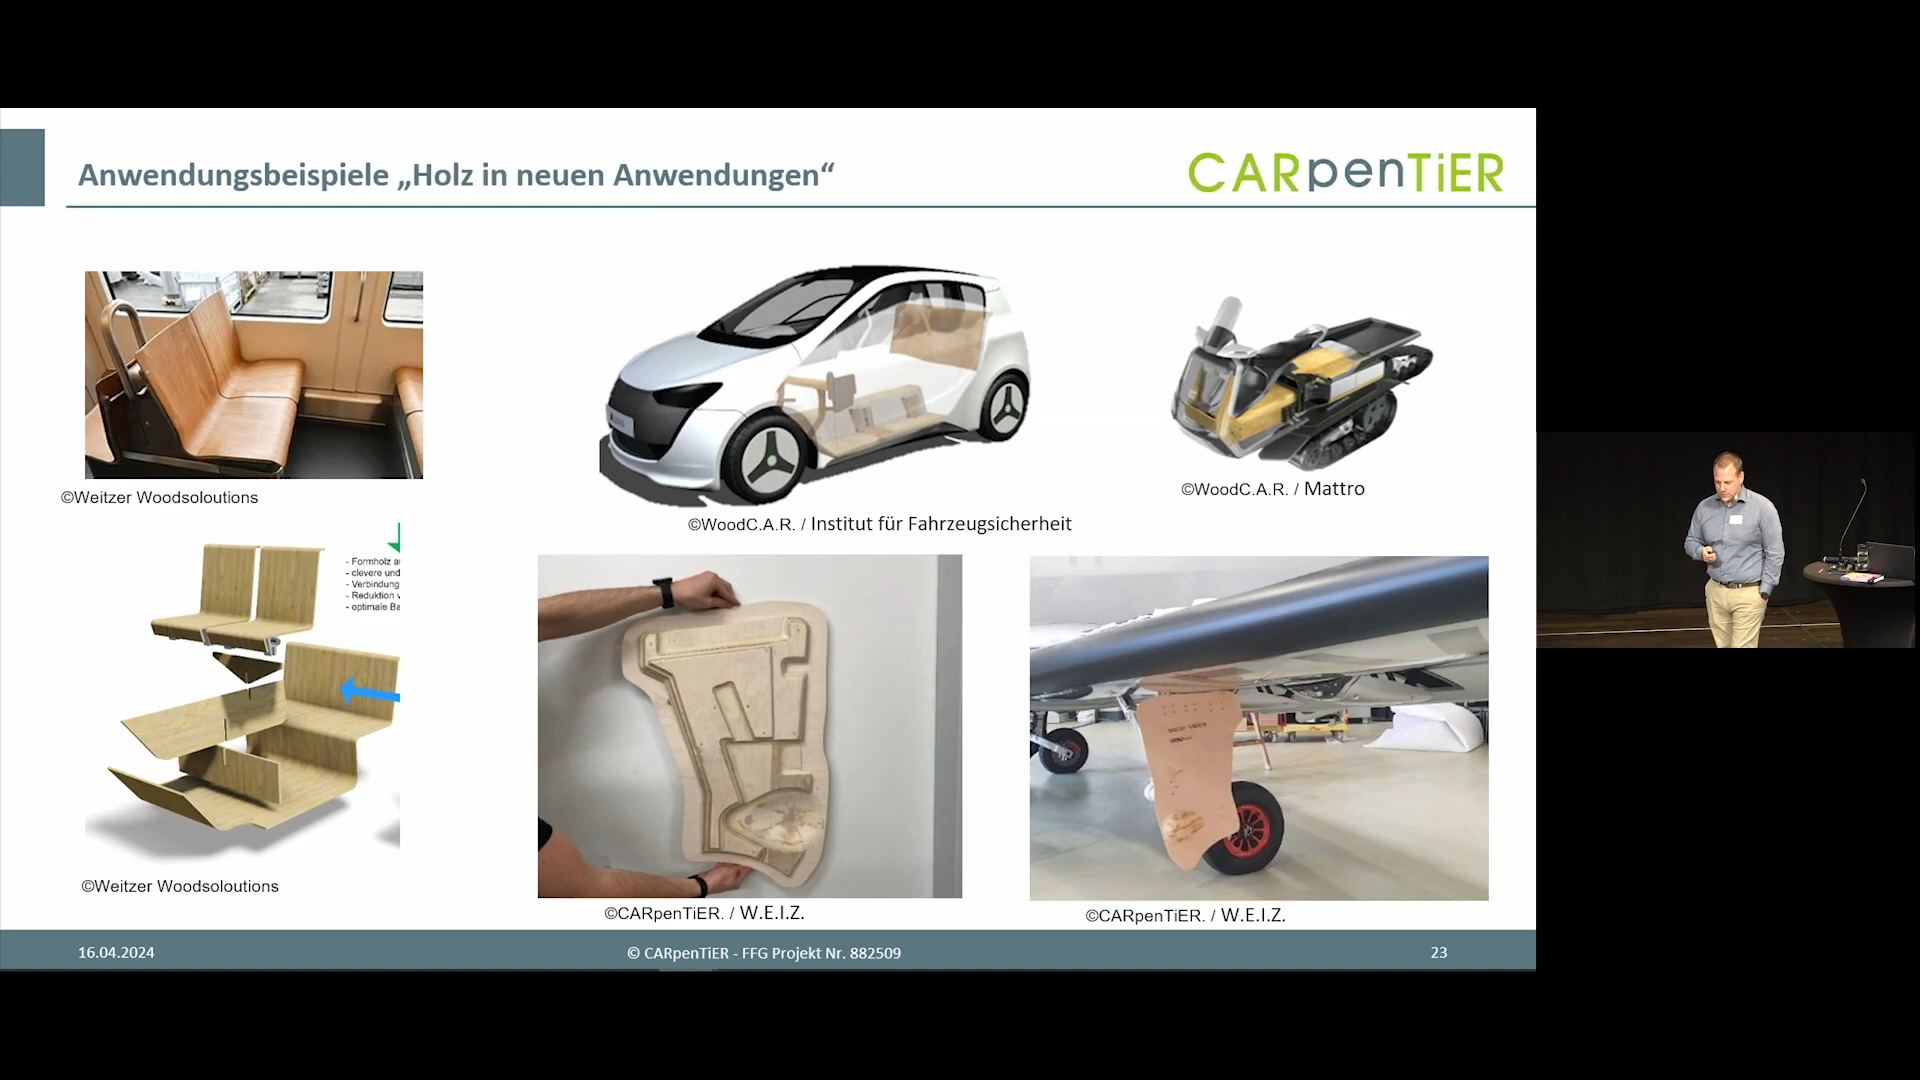 Anwendungsbeispiele „Holz in neuen Anwendungen“
CARpenTiER
©Weitzer Woodsoloutions
©WoodC.A.R. / Institut für Fahrzeugsicherheit
©WoodC.A.R. / Mattro
- Formholz
- clevere und
- Verbindung
- Reduktion
- optimale
©Weitzer Woodsoloutions
©CARpenTiER. / W.E.I.Z.
©CARpenTiER. / W.E.I.Z.
16.04.2024
© CARpenTiER - FFG Projekt Nr. 882509
23